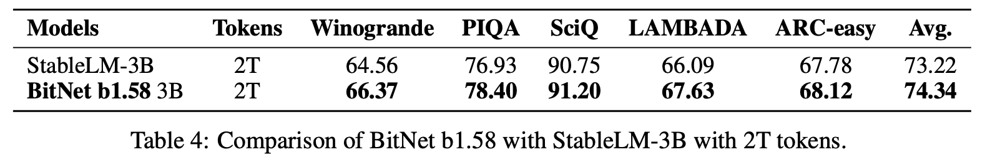 Models Tokens Winogrande PIQA SciQ LAMBADA ARC-easy Avg.
StableLM-3B 2T 64.56 76.93 90.75 66.09 67.78 73.22
BitNet b1.58 3B 2T 66.37 78.40 91.20 67.63 68.12 74.34
Table 4: Comparison of BitNet b1.58 with StableLM-3B with 2T tokens.